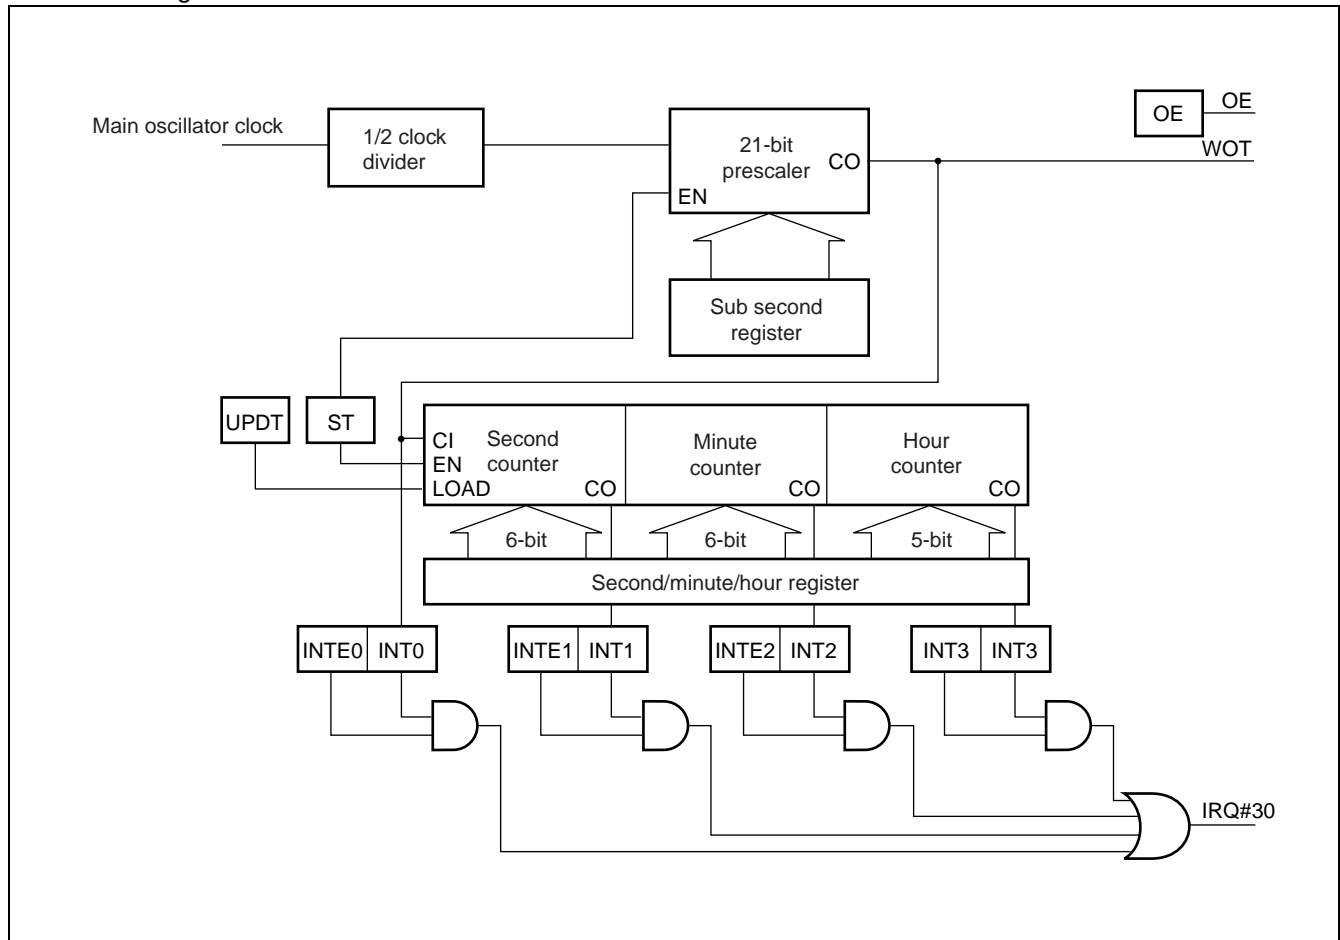 Main oscillator clock
1/2 clock
divider
21-bit
prescaler
CO
EN
OE
OE
WOT
Sub second
register
UPDT
ST
CI
EN
LOAD
Second
counter
CO
Minute
counter
CO
Hour
counter
CO
6-bit
6-bit
5-bit
Second/minute/hour register
INTE0
INT0
INTE1
INT1
INTE2
INT2
INT3
INT3
IRQ#30